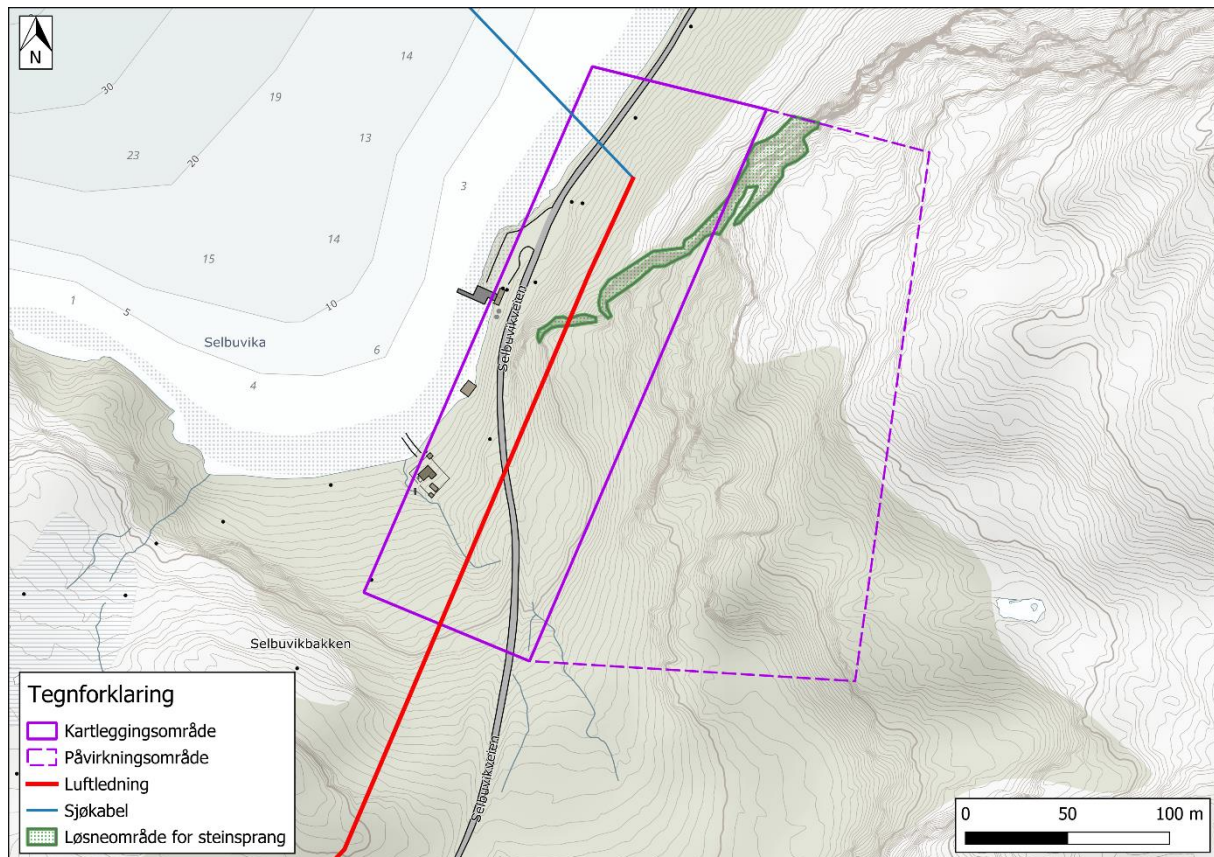 N
30
14
19
13
20
23
3
14
15
10
1
5
Selbuvika
6
4
Selbuvikveien
Selbuvikbakken
Selbuvikveien
Tegnforklaring
Kartleggingsområde
Påvirkningsområde
Luftledning
Sjøkabel
Løsneområde for steinsprang
0 50 100 m